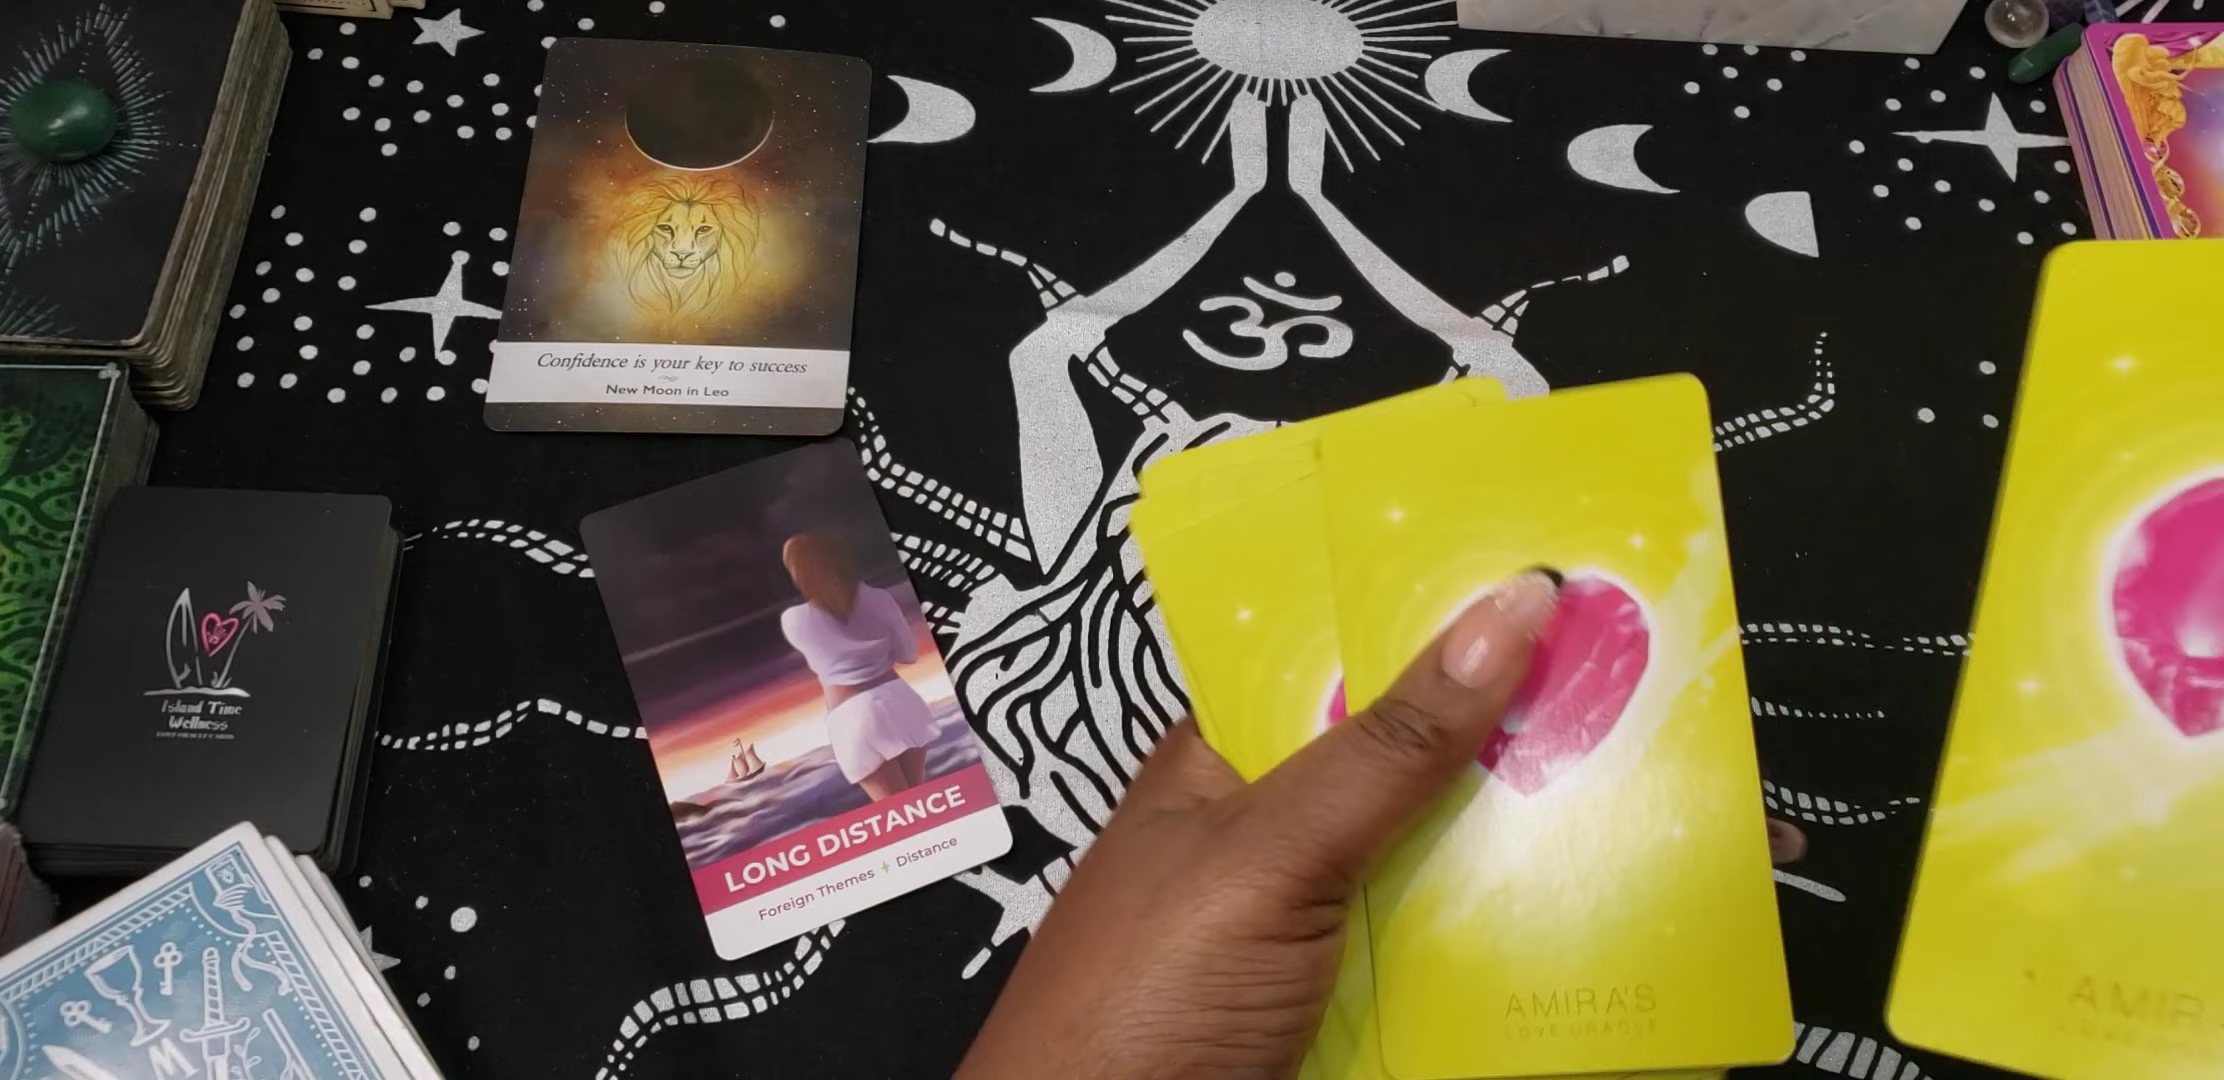 Confidence is your key to success
New Moon in Leo
Island Time
Wellness
LONG DISTANCE
Foreign Themes + Distance
AMIRA'S
LOVE ORACLE
AMIR
ॐ
M